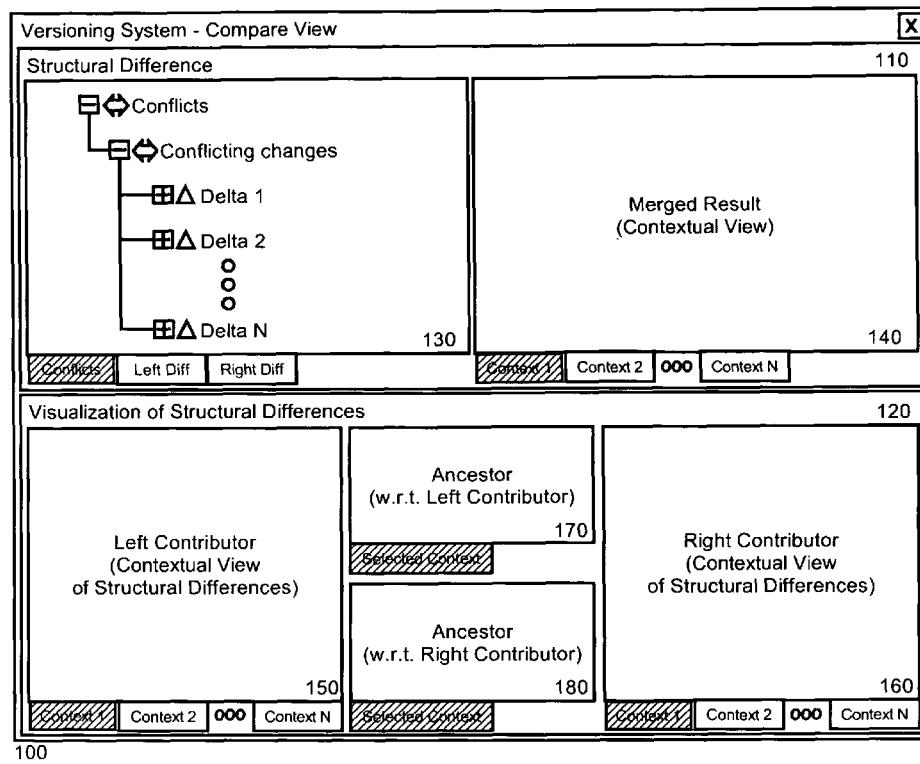 Versioning System - Compare View X
Structural Difference 110
Conflicts
Conflicting changes
Delta 1
Delta 2
Delta N
130
Conflicts Left Diff Right Diff
Merged Result
(Contextual View)
140
Context 1 Context 2 000 Context N
Visualization of Structural Differences 120
Left Contributor
(Contextual View
of Structural Differences)
150
Context 1 Context 2 000 Context N
Ancestor
(w.r.t. Left Contributor)
170
Selected Context
Ancestor
(w.r.t. Right Contributor)
180
Selected Context
Right Contributor
(Contextual View
of Structural Differences)
160
Context 1 Context 2 000 Context N
100